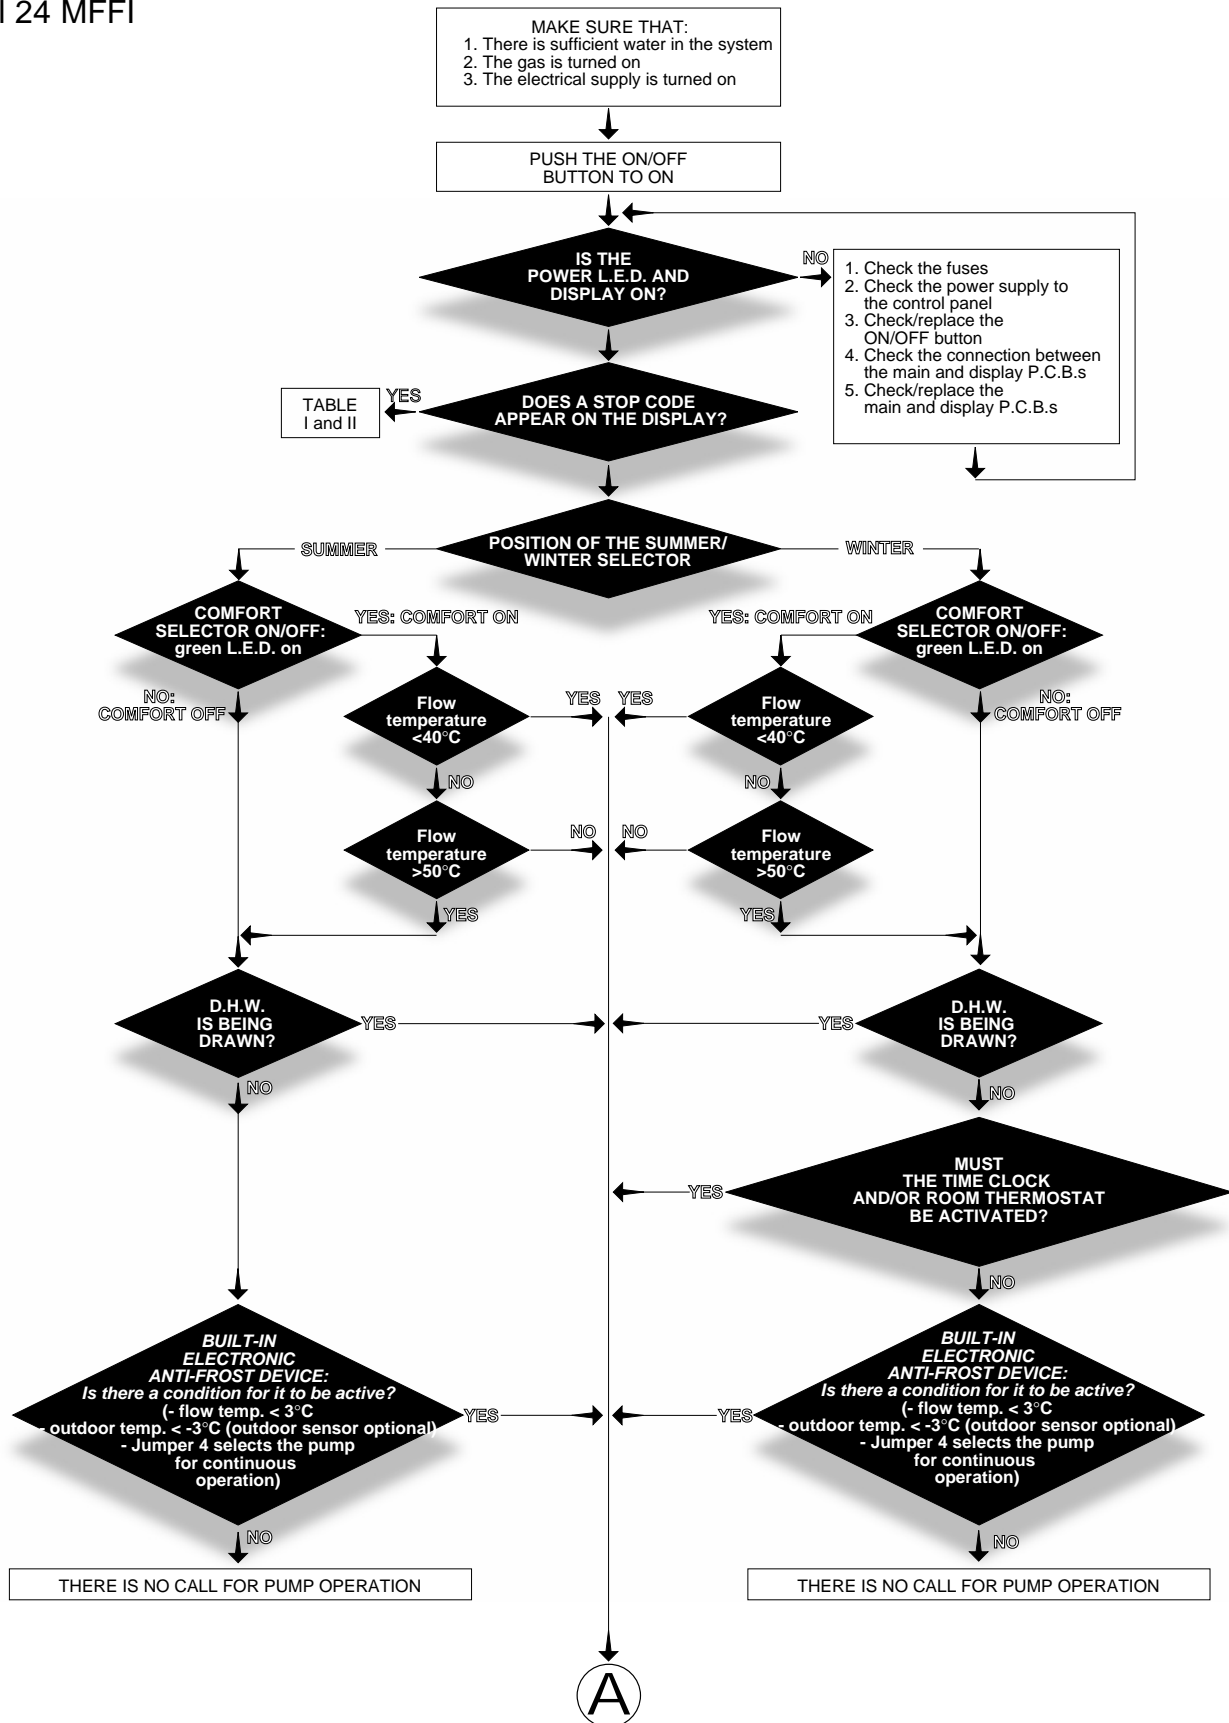 24 MFFI
MAKE SURE THAT:
1. There is sufficient water in the system
2. The gas is turned on
3. The electrical supply is turned on
PUSH THE ON/OFF
BUTTON TO ON
IS THE
POWER L.E.D. AND
DISPLAY ON?
NO
1. Check the fuses
2. Check the power supply to
the control panel
3. Check/replace the
ON/OFF button
4. Check the connection between
the main and display P.C.B.s
5. Check/replace the
main and display P.C.B.s
DOES A STOP CODE
APPEAR ON THE DISPLAY?
YES
TABLE
I and II
POSITION OF THE SUMMER/
WINTER SELECTOR
SUMMER
WINTER
COMFORT
SELECTOR ON/OFF:
green L.E.D. on
YES: COMFORT ON
YES: COMFORT ON
COMFORT
SELECTOR ON/OFF:
green L.E.D. on
NO:
COMFORT OFF
Flow
temperature
<40°C
YES
YES
Flow
temperature
<40°C
NO:
COMFORT OFF
NO
NO
Flow
temperature
>50°C
NO
NO
Flow
temperature
>50°C
YES
YES
D.H.W.
IS BEING
DRAWN?
YES
YES
D.H.W.
IS BEING
DRAWN?
NO
NO
MUST
THE TIME CLOCK
AND/OR ROOM THERMOSTAT
BE ACTIVATED?
YES
NO
BUILT-IN
ELECTRONIC
ANTI-FROST DEVICE:
Is there a condition for it to be active?
(- flow temp. < 3°C
- outdoor temp. < -3°C (outdoor sensor optional)
- Jumper 4 selects the pump
for continuous
operation)
YES
YES
BUILT-IN
ELECTRONIC
ANTI-FROST DEVICE:
Is there a condition for it to be active?
(- flow temp. < 3°C
- outdoor temp. < -3°C (outdoor sensor optional)
- Jumper 4 selects the pump
for continuous
operation)
NO
NO
THERE IS NO CALL FOR PUMP OPERATION
THERE IS NO CALL FOR PUMP OPERATION
A